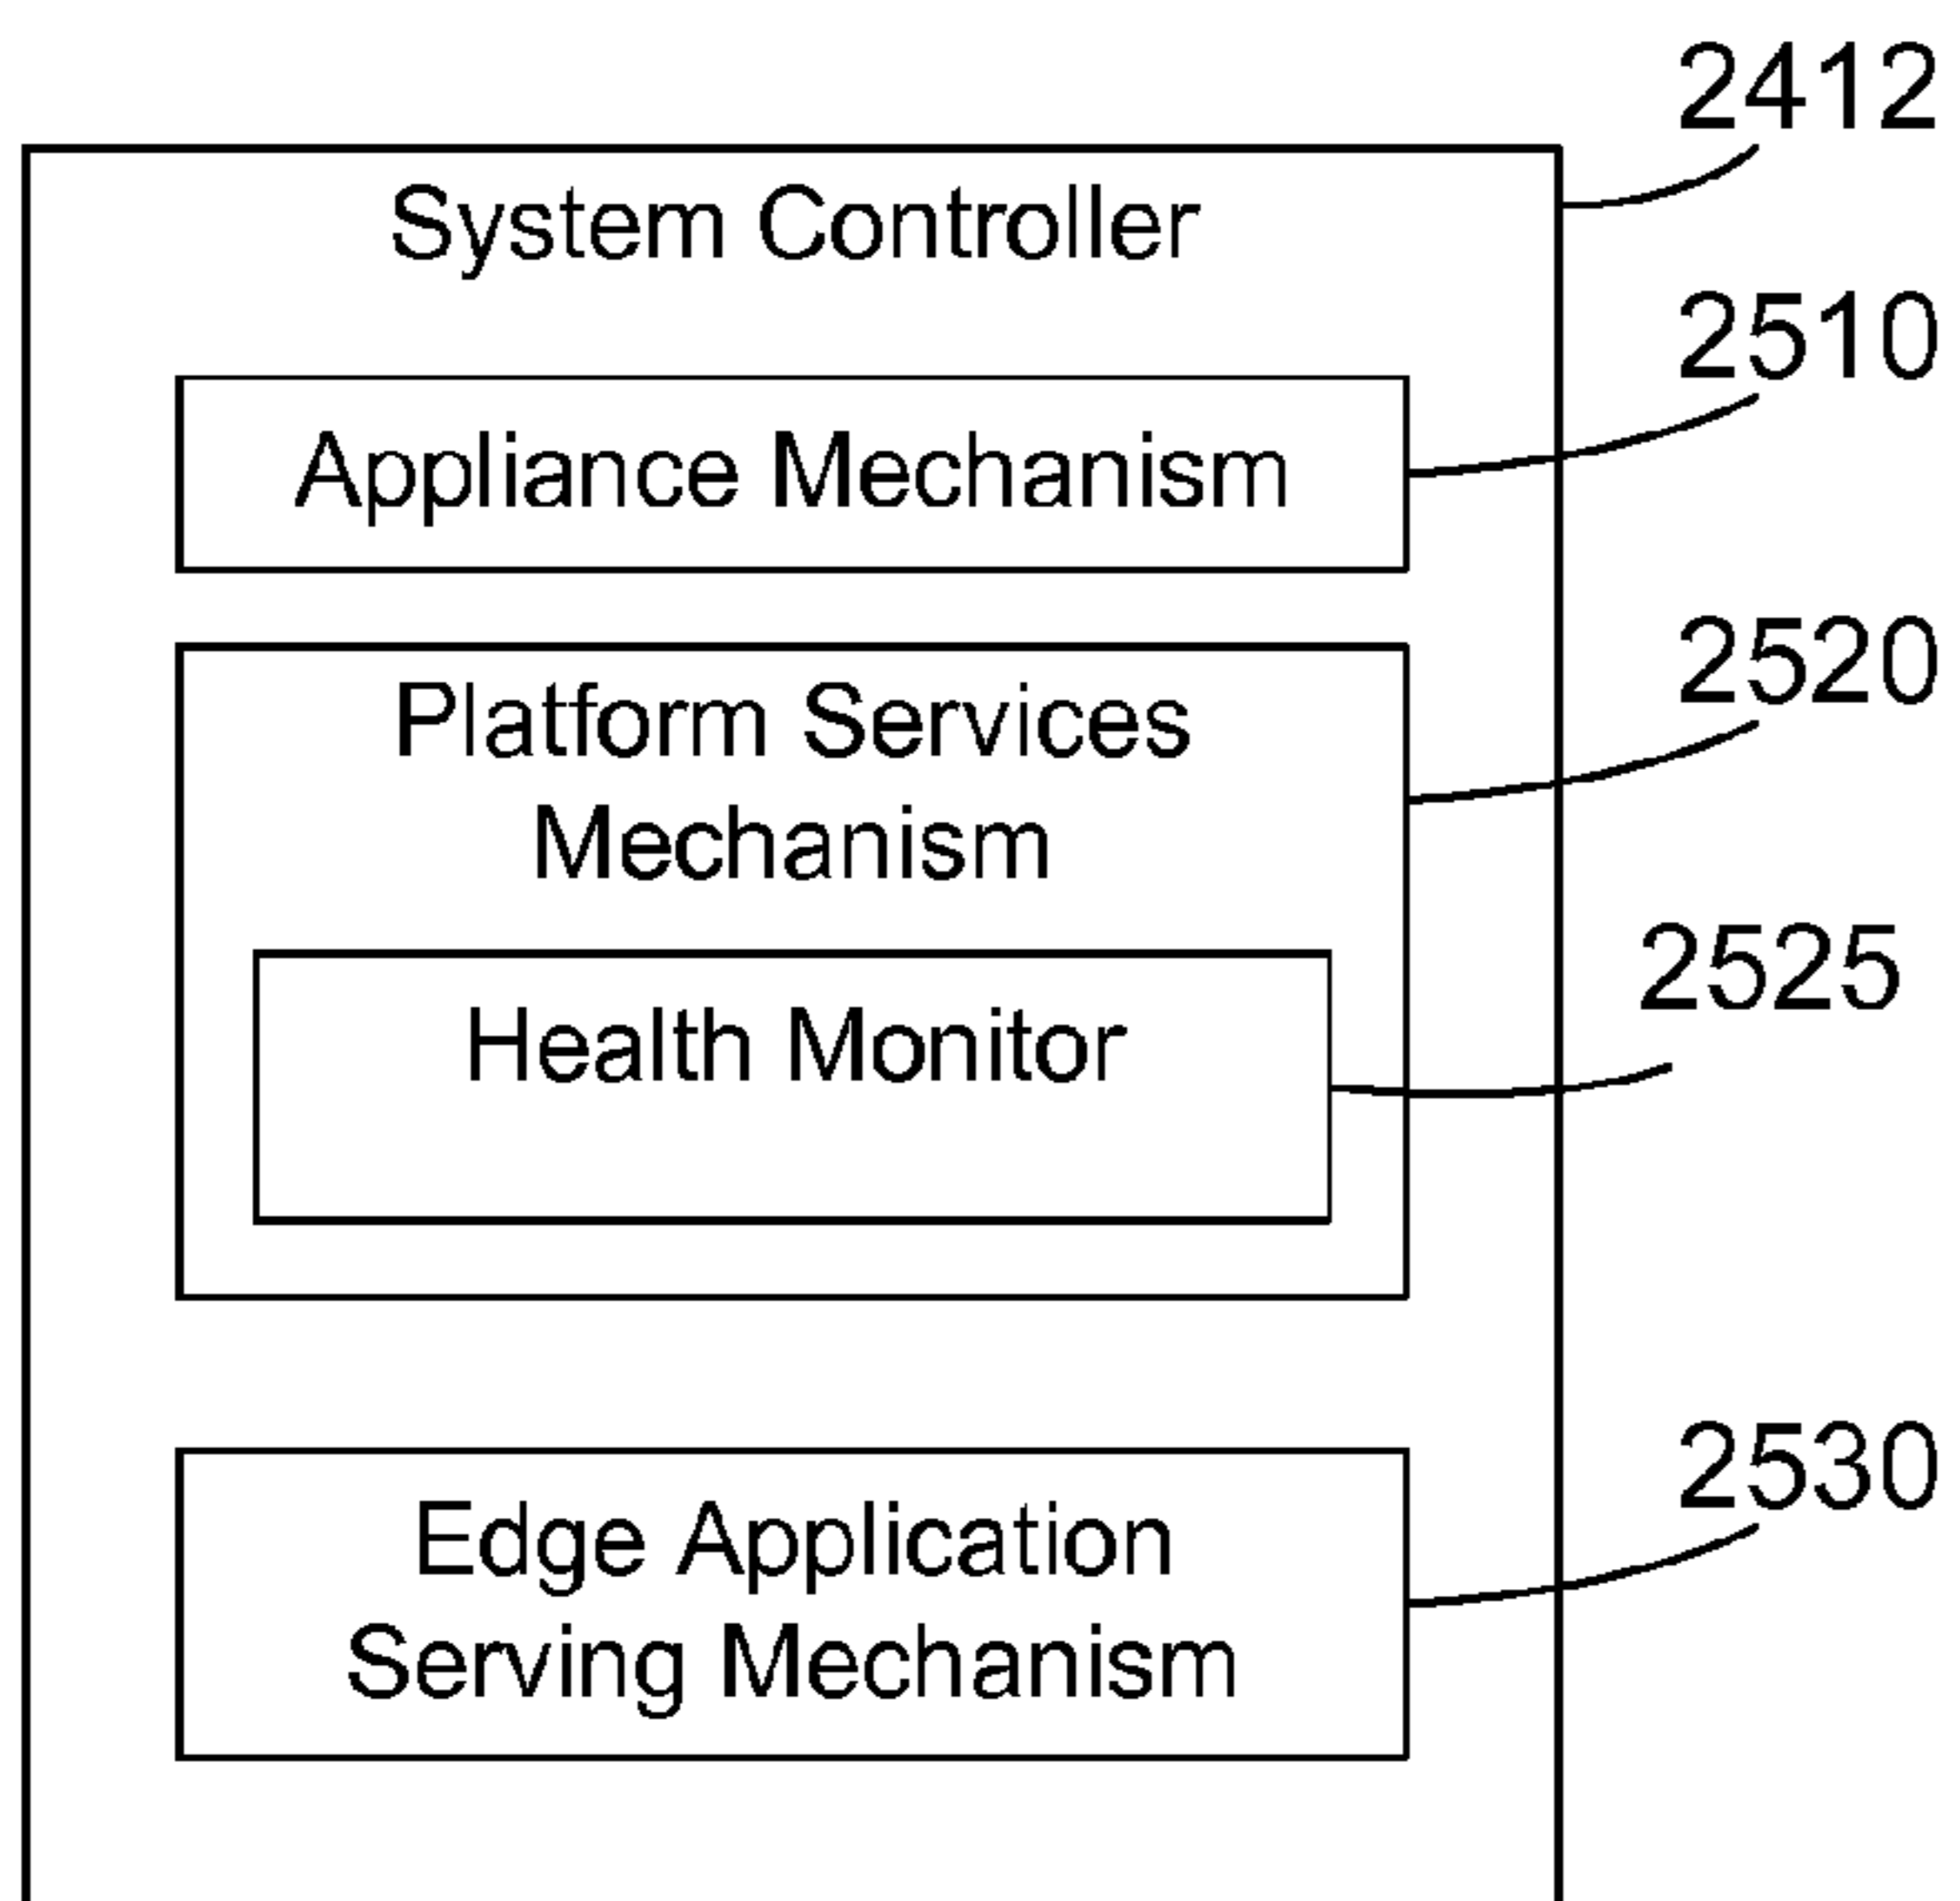 2412
System Controller
2510
Appliance Mechanism
2520
Platform Services
Mechanism
2525
Health Monitor
2530
Edge Application
Serving Mechanism